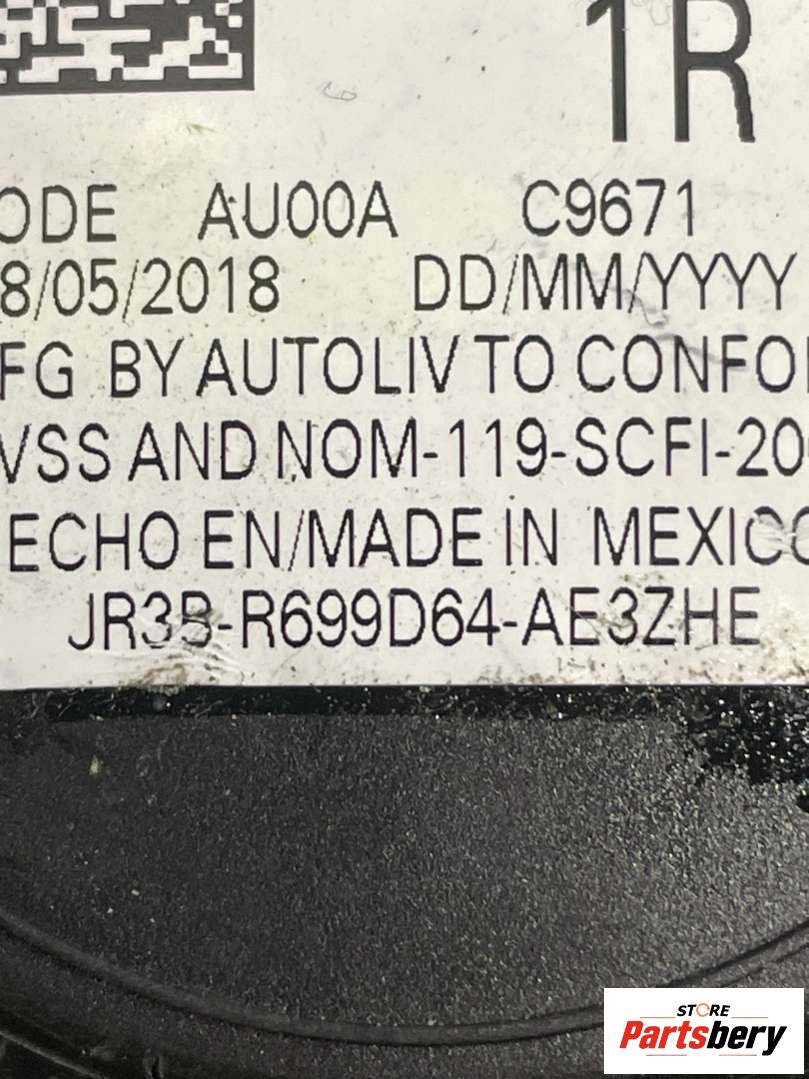 1R
ODE AU00A C9671
8/05/2018 DD/MM/YYYY
FG BY AUTOLIV TO CONFO
VSS AND NOM-119-SCFI-20
ECHO EN/MADE IN MEXICO
JR3B-R699D64-AE3ZHE
STORE
Partsbery